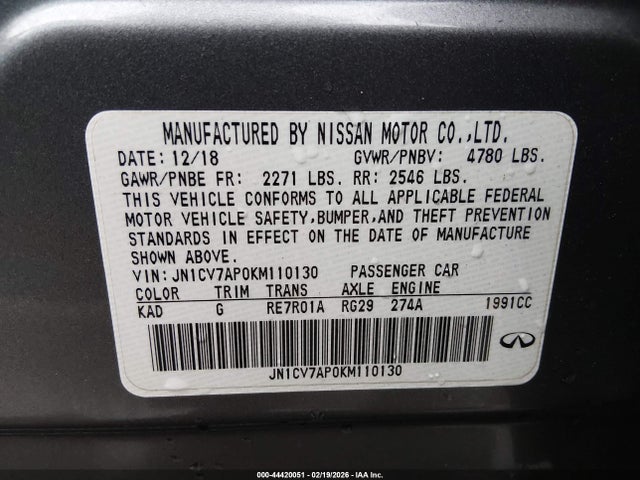 MANUFACTURED BY NISSAN MOTOR CO.,LTD.
DATE: 12/18 GVWR/PNBV: 4780 LBS.
GAWR/PNBE FR: 2271 LBS. RR: 2546 LBS.
THIS VEHICLE CONFORMS TO ALL APPLICABLE FEDERAL
MOTOR VEHICLE SAFETY,BUMPER,AND THEFT PREVENTION
STANDARDS IN EFFECT ON THE DATE OF MANUFACTURE
SHOWN ABOVE.
VIN: JN1CV7AP0KM110130 PASSENGER CAR
COLOR TRIM TRANS AXLE ENGINE
KAD G RE7R01A RG29 274A 1991CC
JN1CV7AP0KM110130
000-44420051 - 02/19/2026 - IAA Inc.